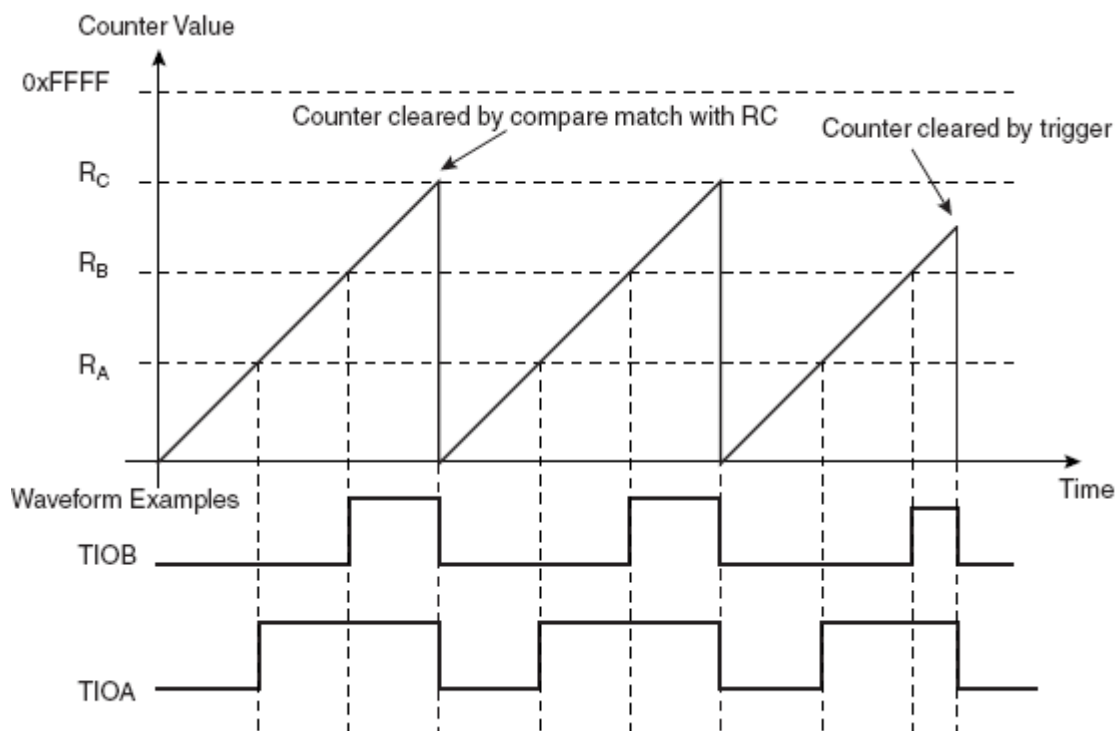 Counter Value
0xFFFF
Counter cleared by compare match with RC
Counter cleared by trigger
RC
RB
RA
Time
Waveform Examples
TIOB
TIOA